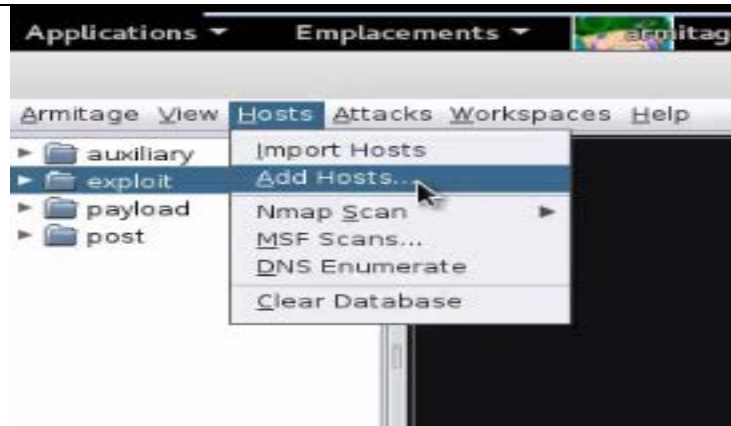 Applications Emplacements armitag
Armitage View Hosts Attacks Workspaces Help
auxiliary
exploit
payload
post
Import Hosts
Add Hosts...
Nmap Scan
MSF Scans...
DNS Enumerate
Clear Database